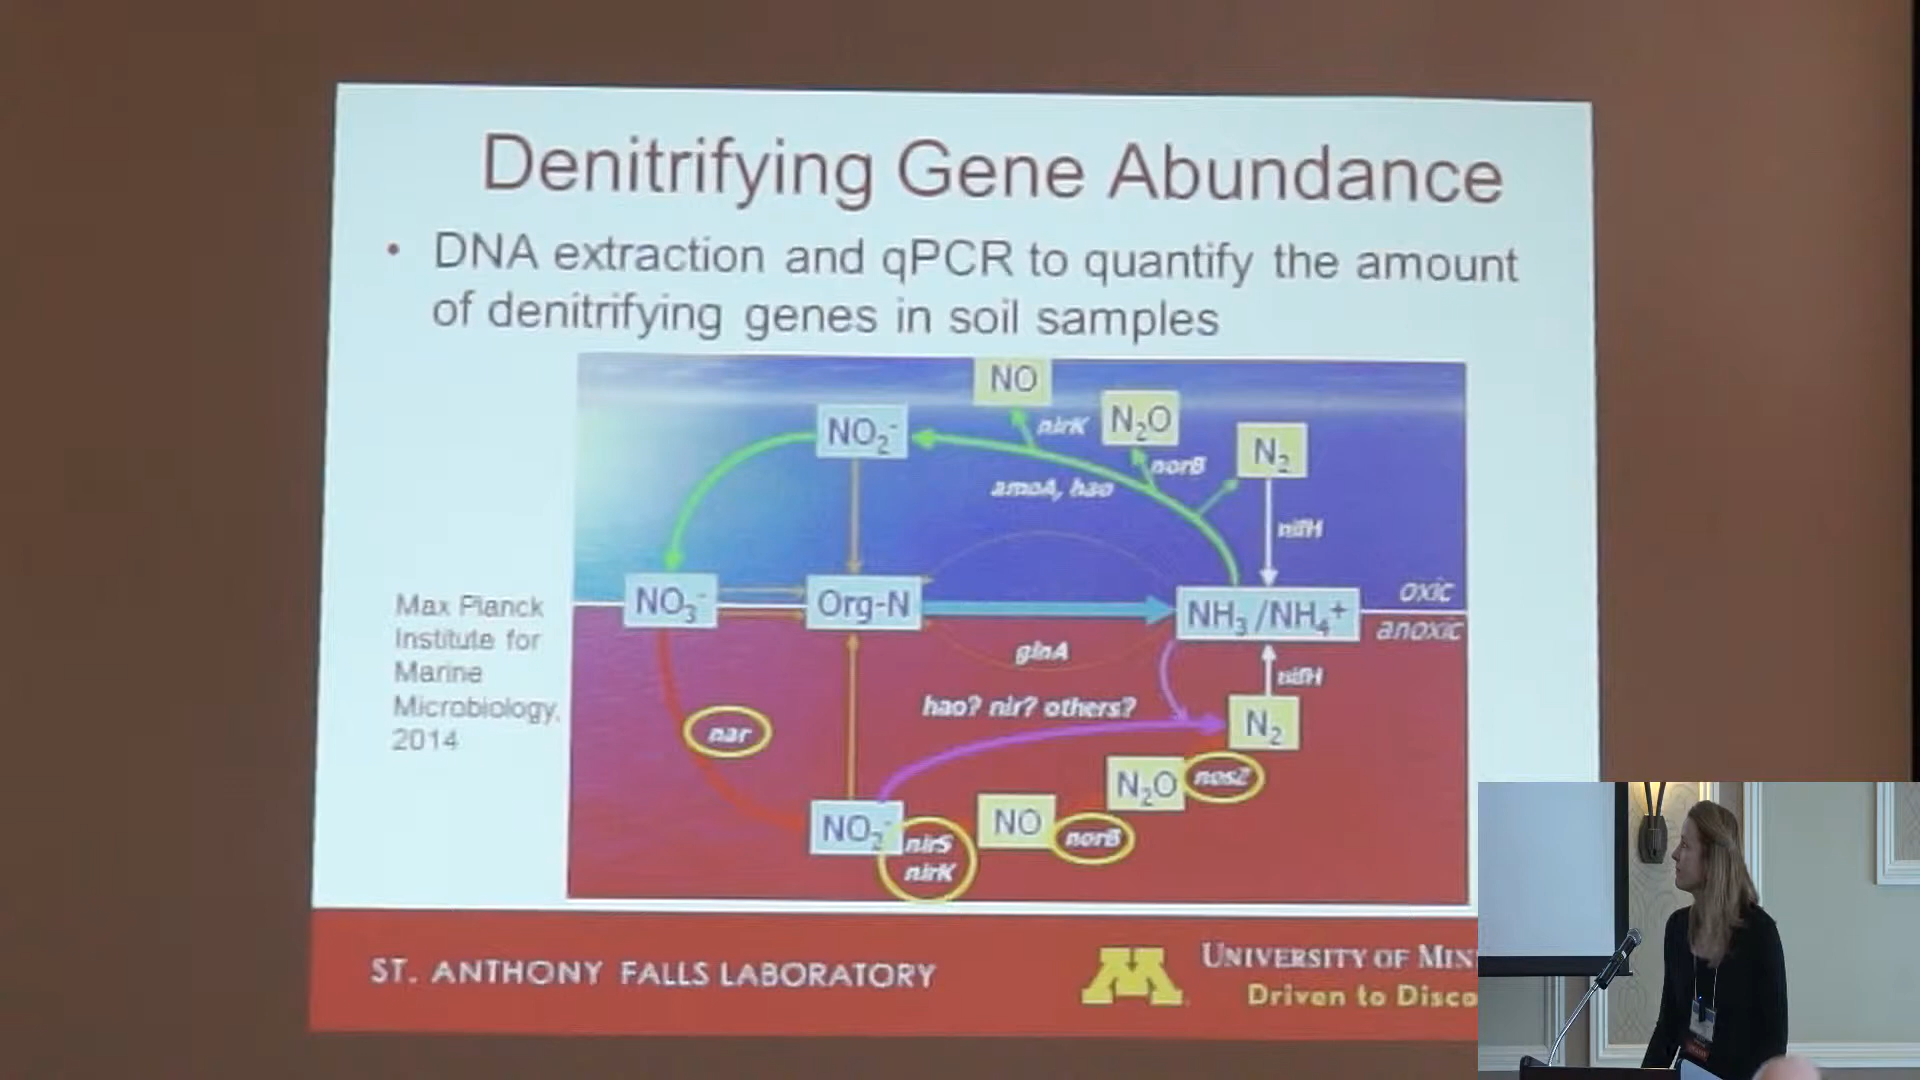 Denitrifying Gene Abundance
• DNA extraction and qPCR to quantify the amount
of denitrifying genes in soil samples
NO
N₂O
N₂
NO₂⁻
nirK
norB
amoA, hao
nifH
oxic
NO₃⁻
Org-N
NH₃/NH₄⁺
anoxic
glnA
nifH
hao? nir? others?
N₂
nar
N₂O
nosZ
NO₂⁻
NO
norB
nirS
nirK
Max Planck
Institute for
Marine
Microbiology,
2014
ST. ANTHONY FALLS LABORATORY
M
UNIVERSITY OF MIN
Driven to Disco